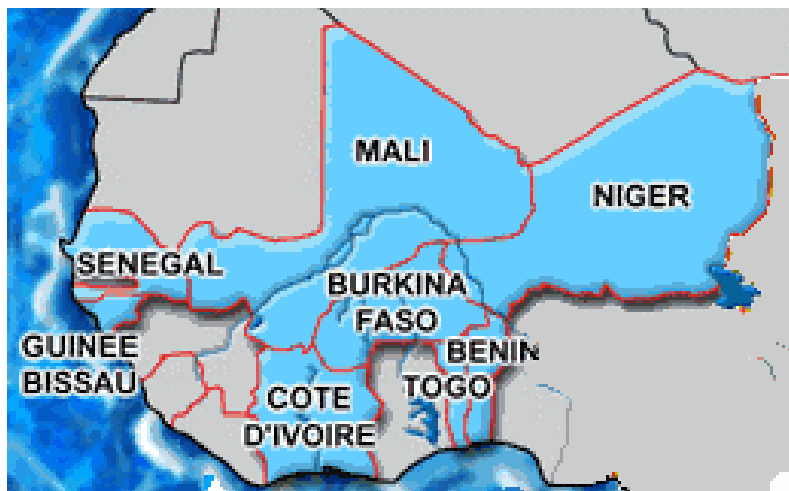 MALI
NIGER
SENEGAL
BURKINA
FASO
GUINEE
BISSAU
BENIN
TOGO
COTE
D'IVOIRE